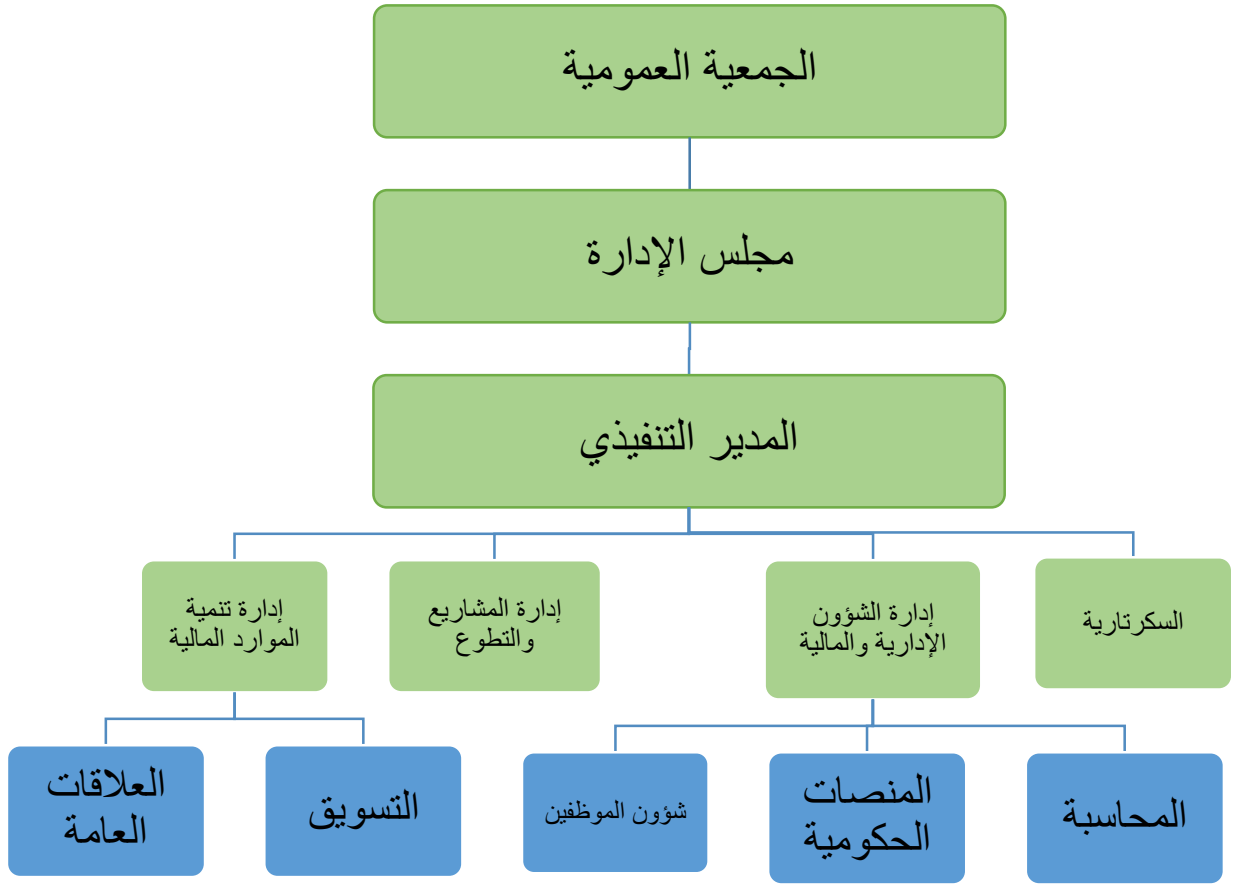 الجمعية العمومية
مجلس الإدارة
المدير التنفيذي
السكرتارية
إدارة الشؤون
الإدارية والمالية
إدارة المشاريع
والتطوع
إدارة تنمية
الموارد المالية
المحاسبة
المنصات
الحكومية
شؤون الموظفين
التسويق
العلاقات
العامة